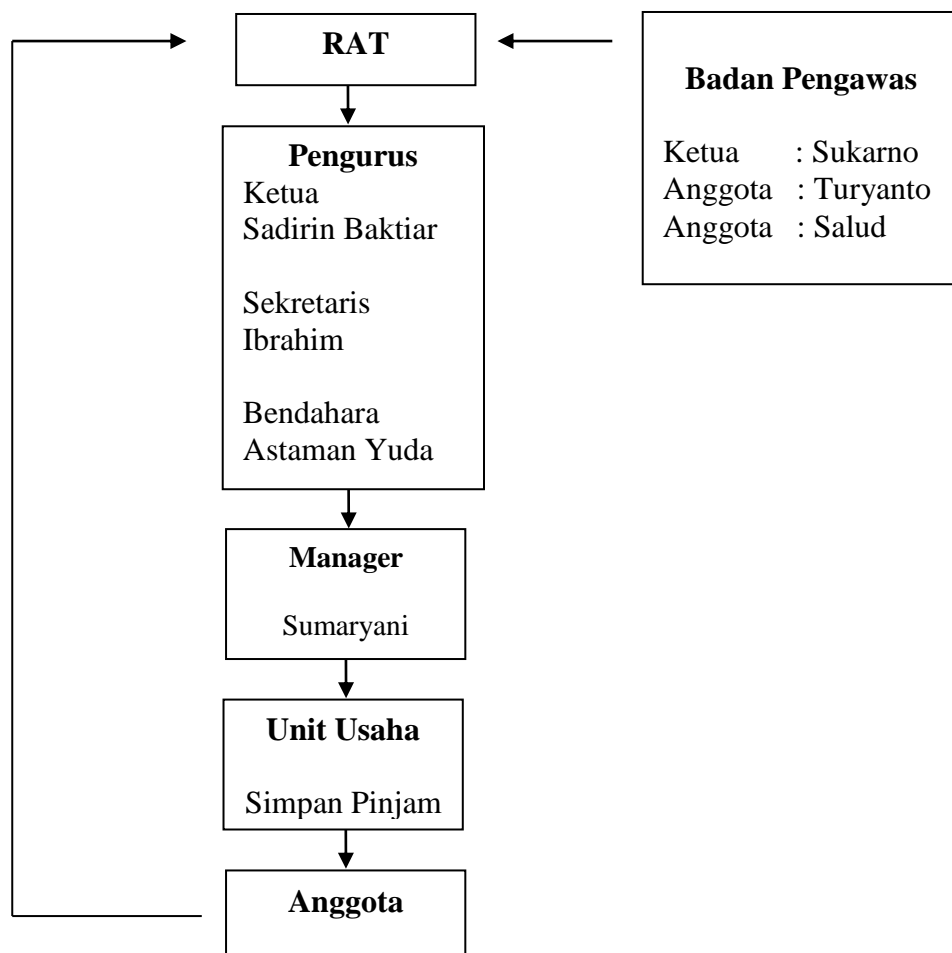 RAT
Badan Pengawas
Ketua : Sukarno
Anggota : Turyanto
Anggota : Salud
Pengurus
Ketua
Sadirin Baktiar
Sekretaris
Ibrahim
Bendahara
Astaman Yuda
Manager
Sumaryani
Unit Usaha
Simpan Pinjam
Anggota